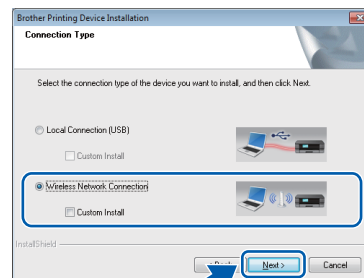 Brother Printing Device Installation
Connection Type
Select the connection type of the device you want to install, and then click Next.
Local Connection (USB)
Custom Install
Wireless Network Connection
Custom Install
InstallShield
Next >
Cancel